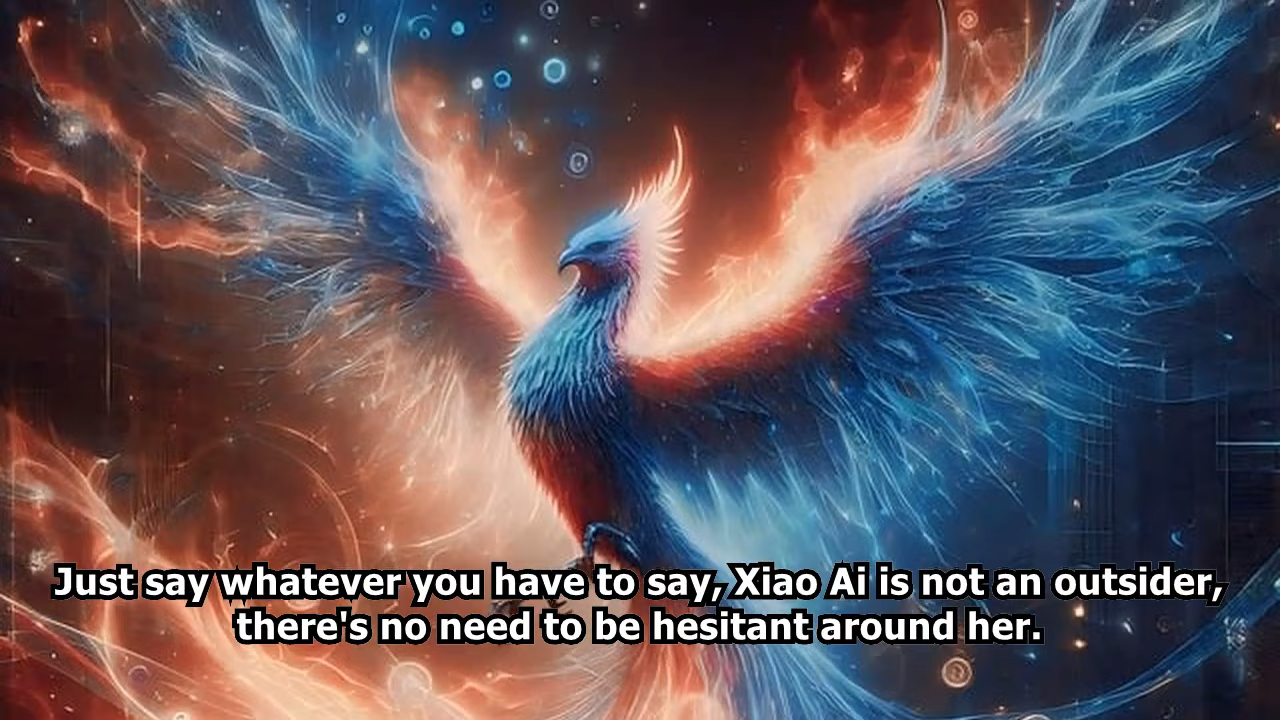 Just say whatever you have to say, Xiao Ai is not an outsider,
there's no need to be hesitant around her.